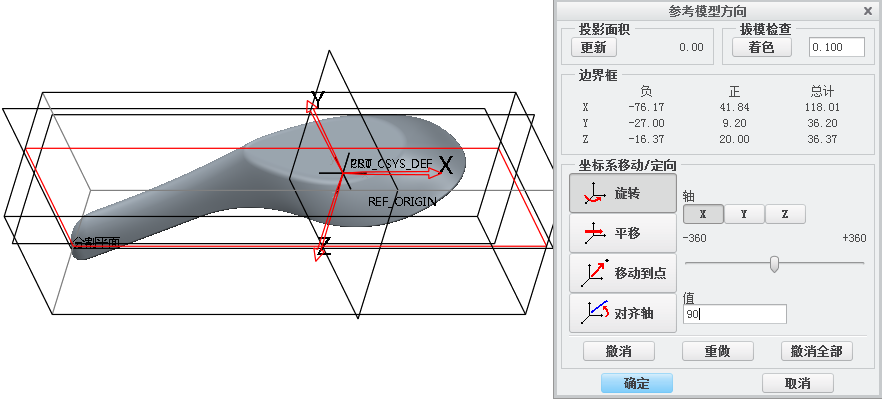 Y
PRT_CSYS_DEF
X
REF_ORIGIN
分割平面
Z
参考模型方向
投影面积
拔模检查
更新
0.00
着色
0.100
边界框
负 正 总计
X -76.17 41.84 118.01
Y -27.00 9.20 36.20
Z -16.37 20.00 36.37
坐标系移动/定向
旋转
平移
移动到点
对齐轴
轴
X Y Z
-360 +360
值
90
撤消 重做 撤消全部
确定 取消